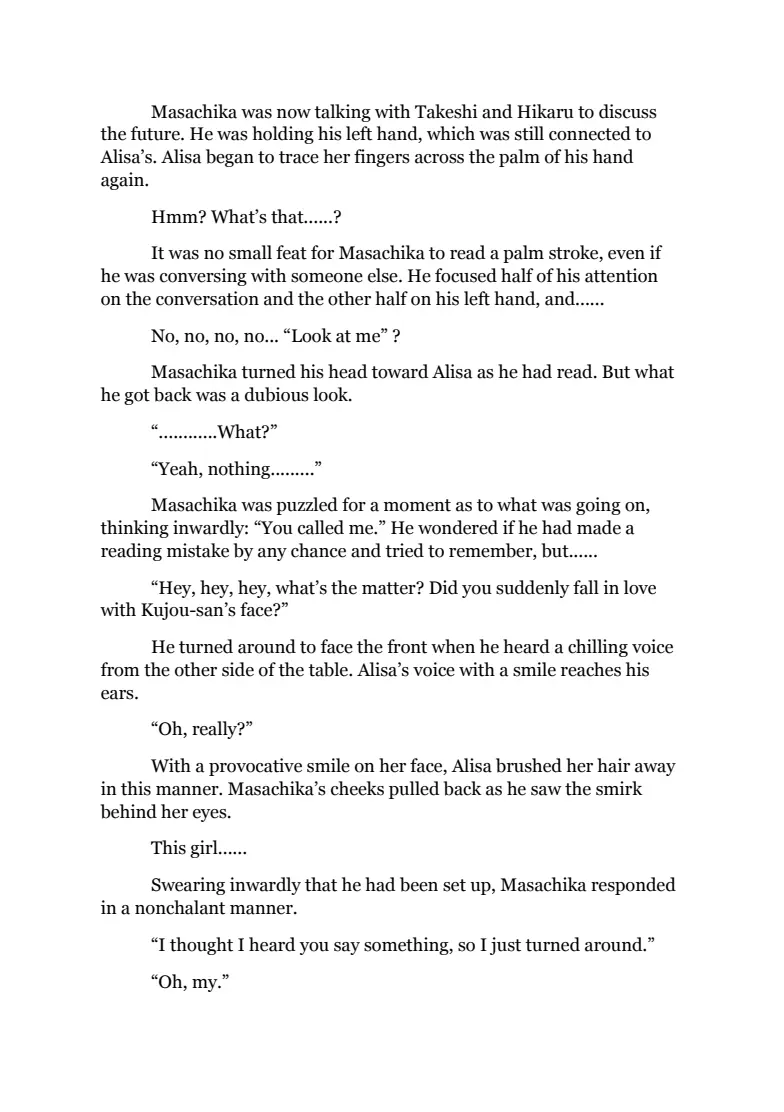 Masachika was now talking with Takeshi and Hikaru to discuss
the future. He was holding his left hand, which was still connected to
Alisa’s. Alisa began to trace her fingers across the palm of his hand
again.
Hmm? What’s that......?
It was no small feat for Masachika to read a palm stroke, even if
he was conversing with someone else. He focused half of his attention
on the conversation and the other half on his left hand, and......
No, no, no, no... “Look at me” ?
Masachika turned his head toward Alisa as he had read. But what
he got back was a dubious look.
“............What?”
“Yeah, nothing.........”
Masachika was puzzled for a moment as to what was going on,
thinking inwardly: “You called me.” He wondered if he had made a
reading mistake by any chance and tried to remember, but......
“Hey, hey, hey, what’s the matter? Did you suddenly fall in love
with Kujou-san’s face?”
He turned around to face the front when he heard a chilling voice
from the other side of the table. Alisa’s voice with a smile reaches his
ears.
“Oh, really?”
With a provocative smile on her face, Alisa brushed her hair away
in this manner. Masachika’s cheeks pulled back as he saw the smirk
behind her eyes.
This girl......
Swearing inwardly that he had been set up, Masachika responded
in a nonchalant manner.
“I thought I heard you say something, so I just turned around.”
“Oh, my.”